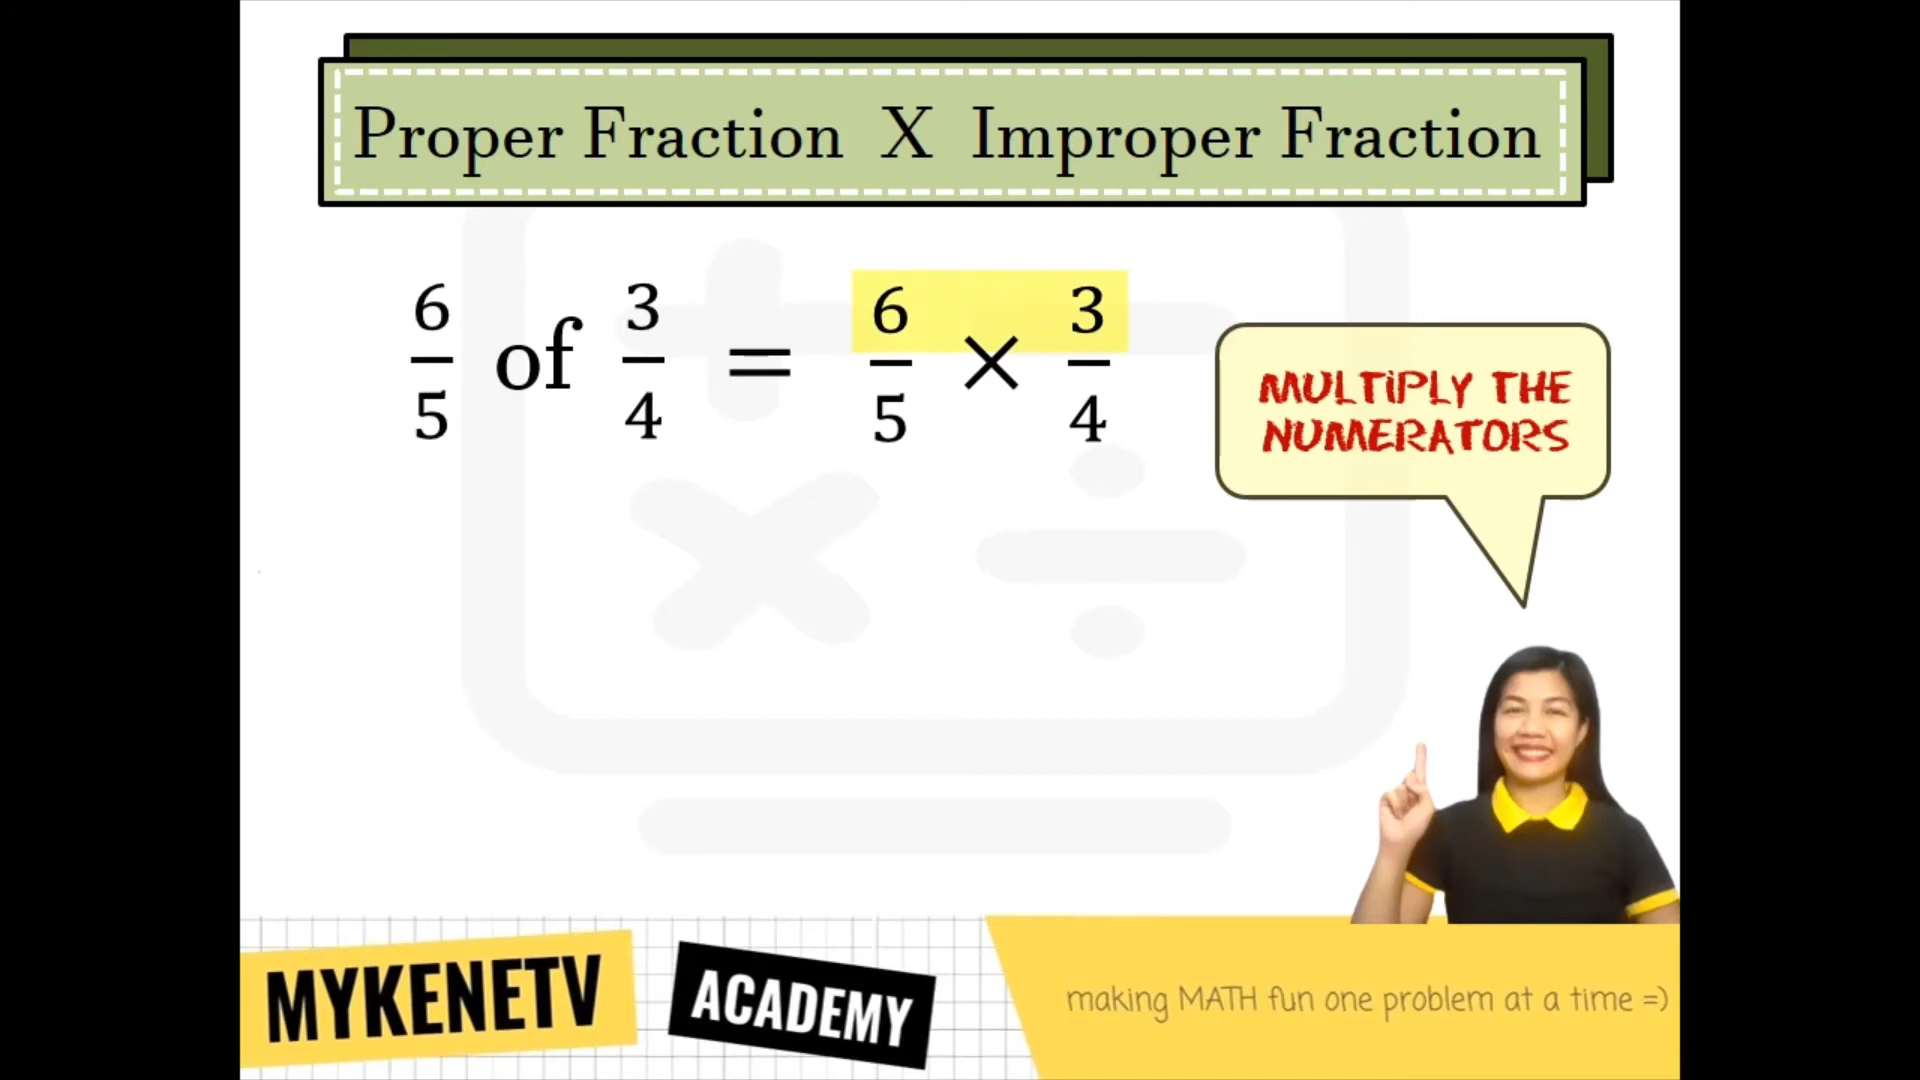 Proper Fraction X Improper Fraction
6/5 of 3/4 = 6/5 × 3/4
MULTIPLY THE
NUMERATORS
MYKENETV ACADEMY
making MATH fun one problem at a time =)